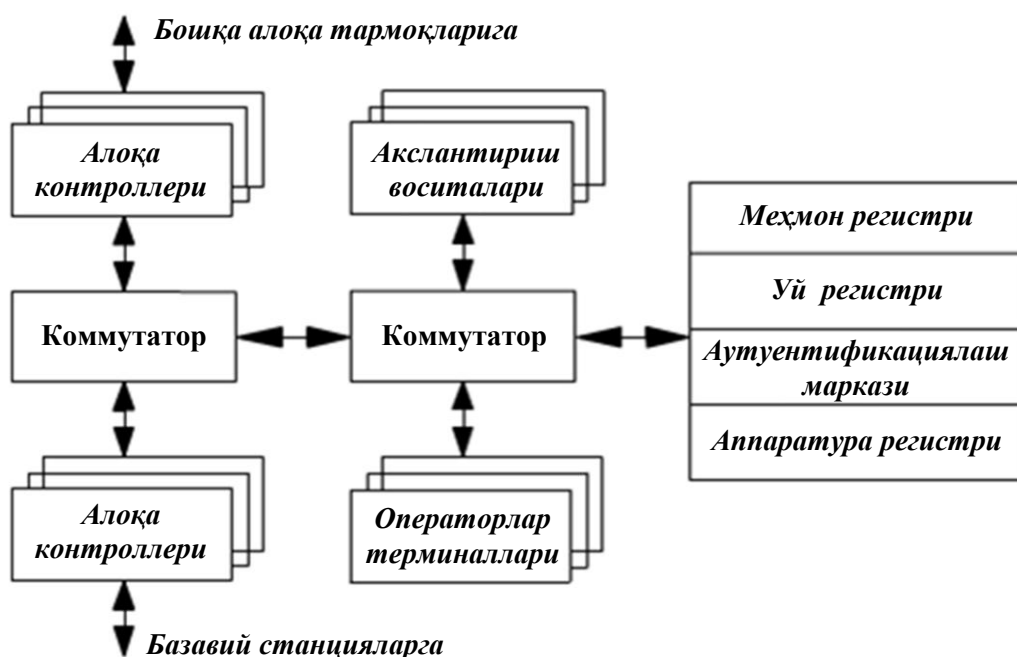 Бошқа алоқа тармоқларига
Алоқа
контроллери
Акслантириш
воситалари
Меҳмон регистри
Уй регистри
Аутуентификациялаш
маркази
Аппаратура регистри
Коммутатор
Коммутатор
Алоқа
контроллери
Операторлар
терминаллари
Базавий станцияларга